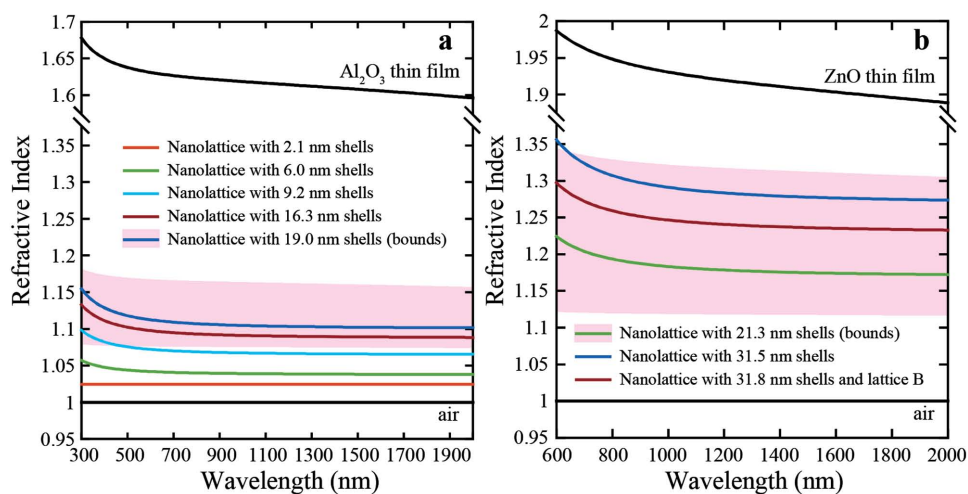 a
1.7
1.65
1.6
1.35
1.3
1.25
1.2
1.15
1.1
1.05
1
0.95
Refractive Index
Al2O3 thin film
Nanolattice with 2.1 nm shells
Nanolattice with 6.0 nm shells
Nanolattice with 9.2 nm shells
Nanolattice with 16.3 nm shells
Nanolattice with 19.0 nm shells (bounds)
air
300 500 700 900 1100 1300 1500 1700 1900
Wavelength (nm)
b
2
1.95
1.9
1.35
1.3
1.25
1.2
1.15
1.1
1.05
1
0.95
Refractive Index
ZnO thin film
Nanolattice with 21.3 nm shells (bounds)
Nanolattice with 31.5 nm shells
Nanolattice with 31.8 nm shells and lattice B
air
600 800 1000 1200 1400 1600 1800 2000
Wavelength (nm)